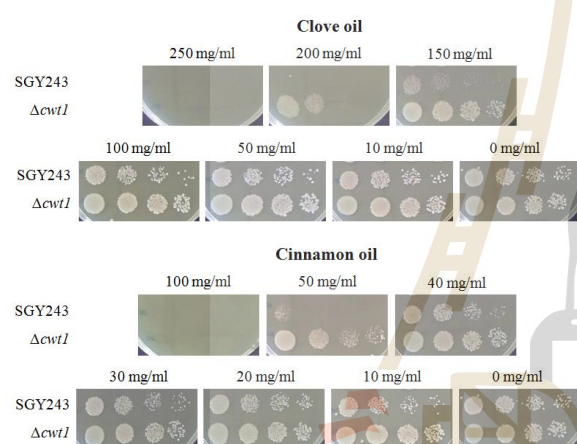 Clove oil
250 mg/ml 200 mg/ml 150 mg/ml
SGY243
Δcwt1
100 mg/ml 50 mg/ml 10 mg/ml 0 mg/ml
SGY243
Δcwt1
Cinnamon oil
100 mg/ml 50 mg/ml 40 mg/ml
SGY243
Δcwt1
30 mg/ml 20 mg/ml 10 mg/ml 0 mg/ml
SGY243
Δcwt1